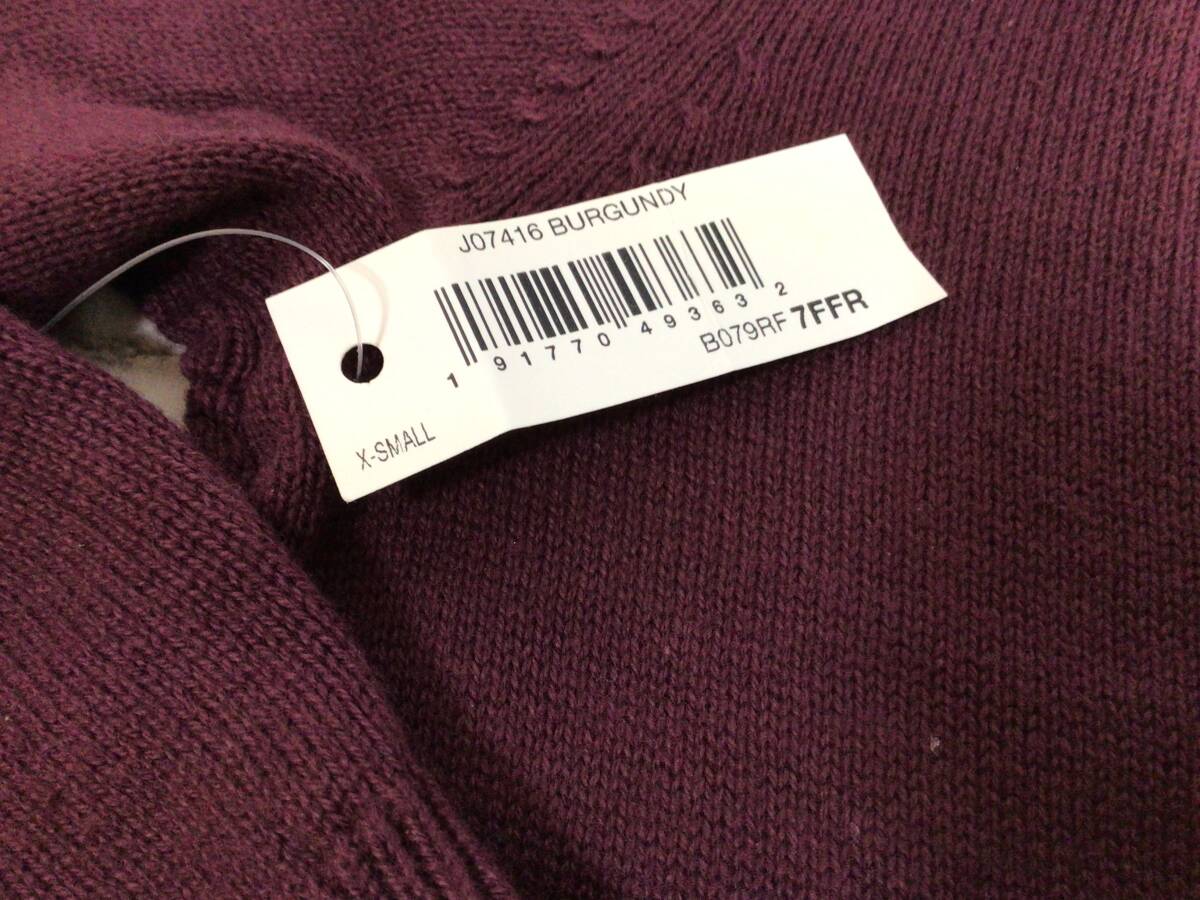 J07416 BURGUNDY
1 91770 49363 2
B079RF 7FFR
X-SMALL